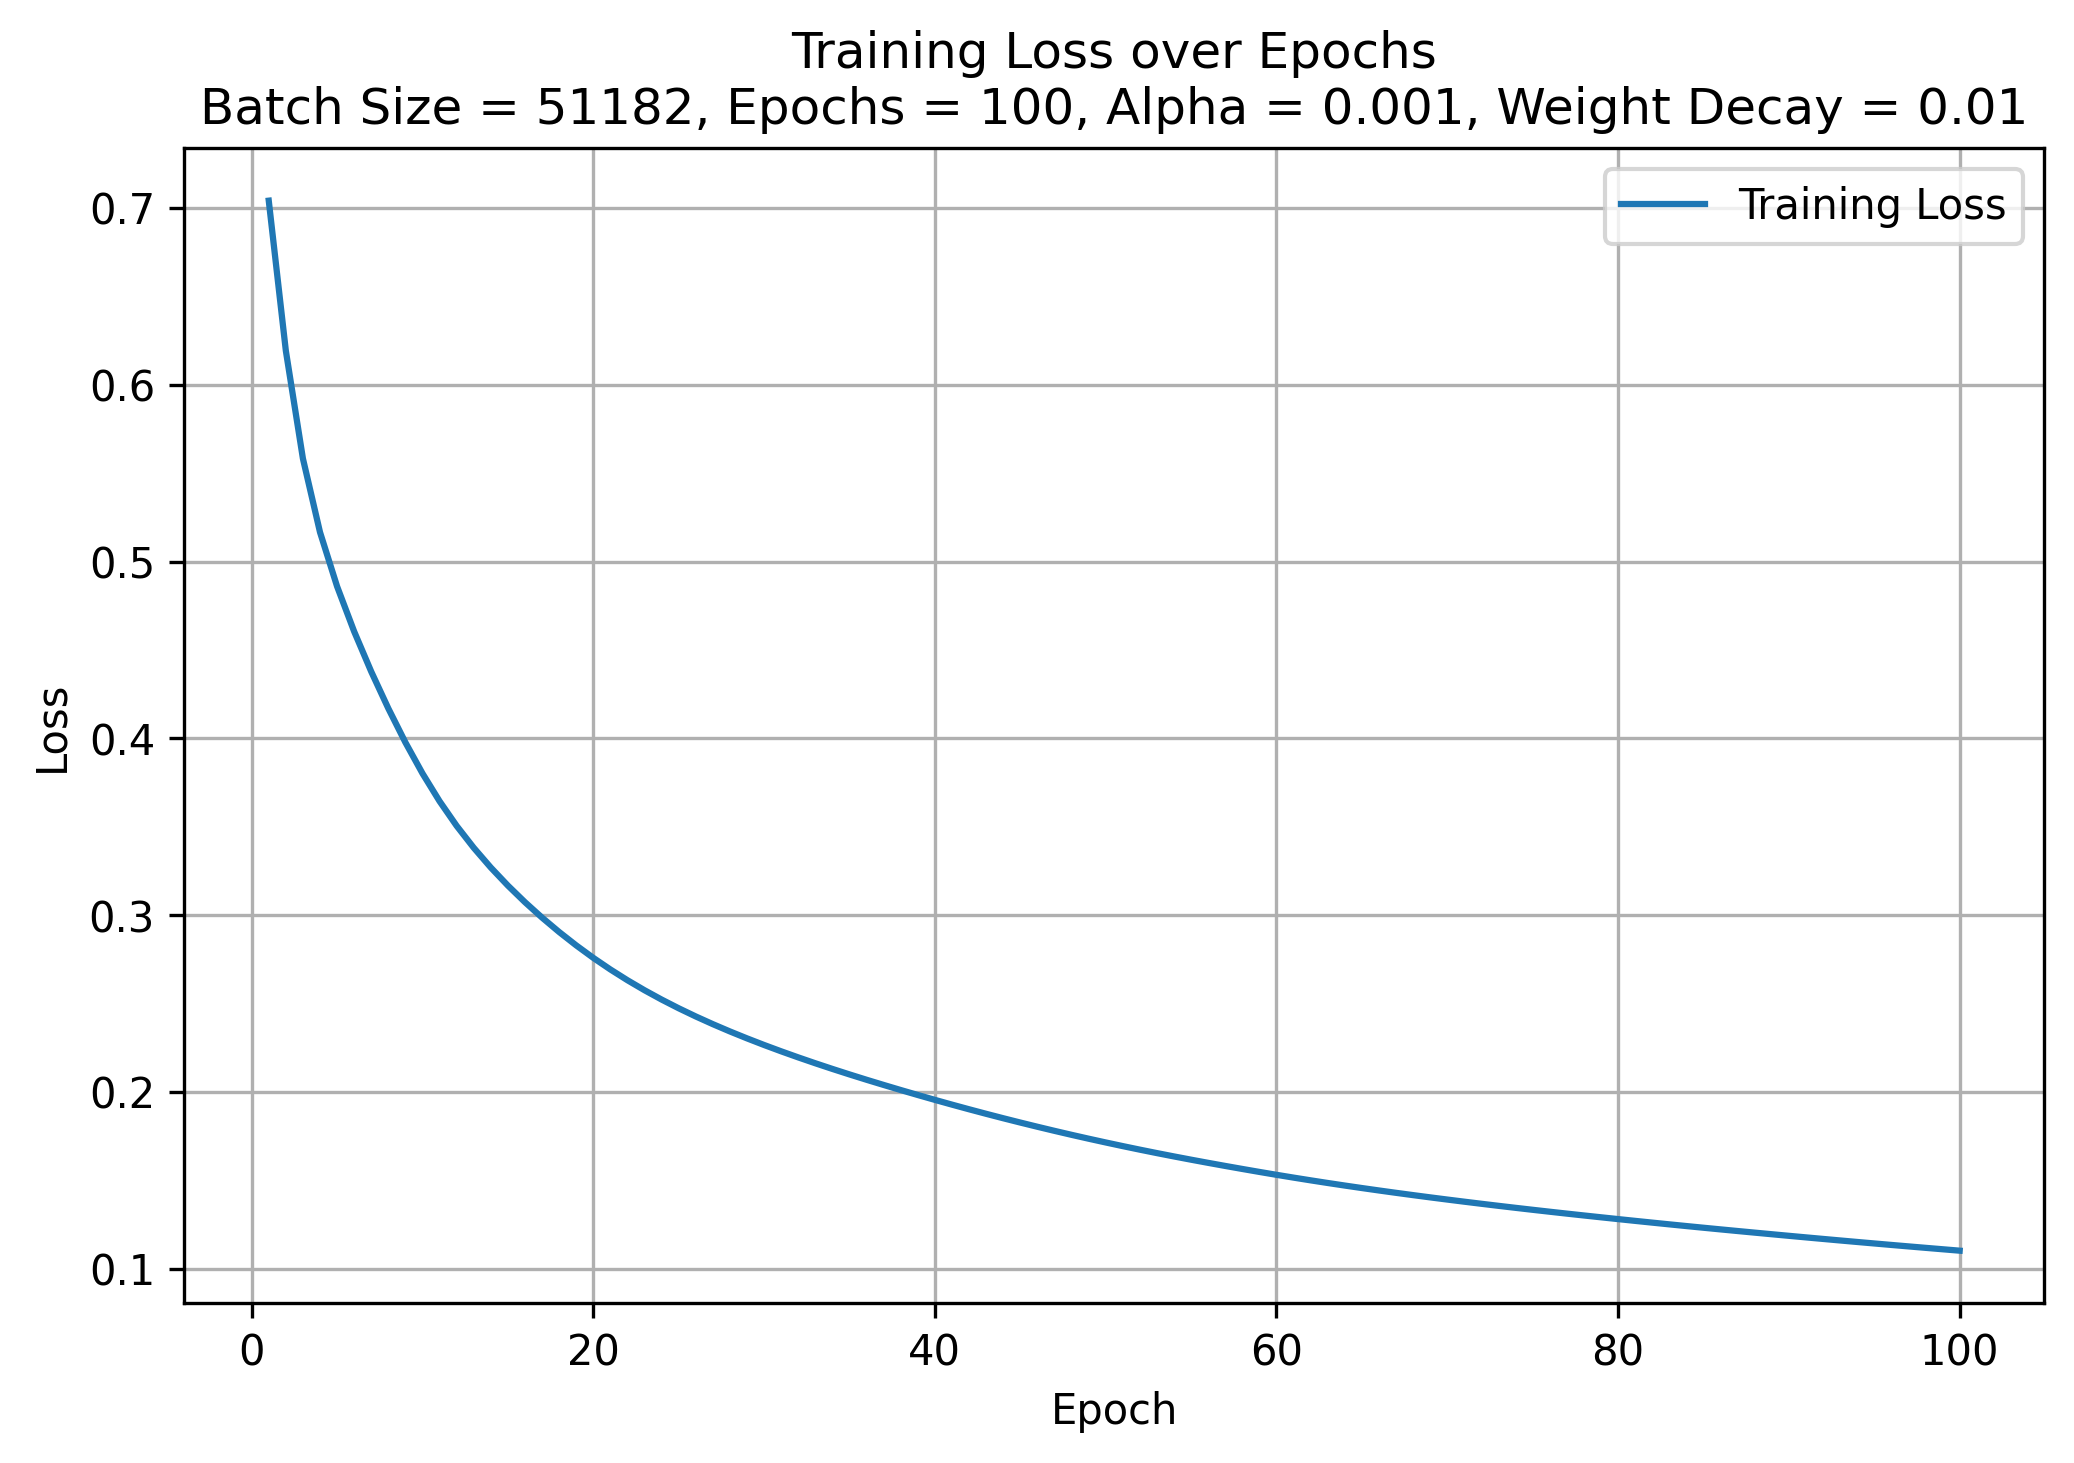 Training Loss over Epochs
Batch Size = 51182, Epochs = 100, Alpha = 0.001, Weight Decay = 0.01
Training Loss
0.7
0.6
0.5
0.4
0.3
0.2
0.1
Loss
0 20 40 60 80 100
Epoch